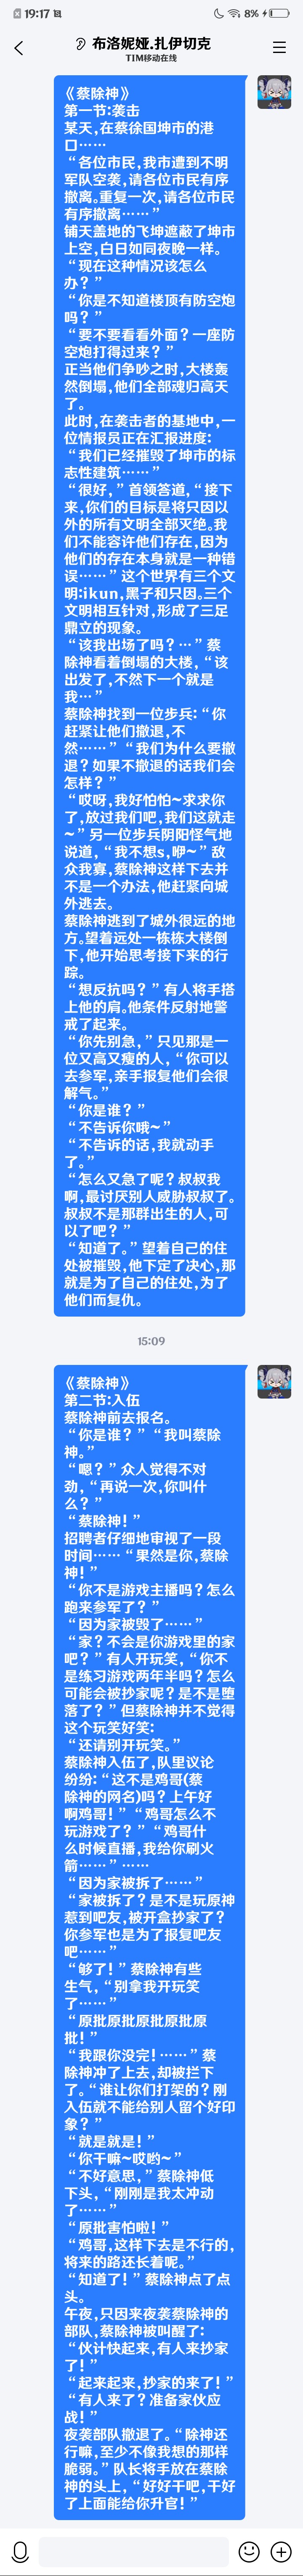 19:17
8%
布洛妮娅.扎伊切克
TIM移动在线
《蔡除神》
第一节:袭击
某天,在蔡徐国坤市的港
口……
“各位市民,我市遭到不明
军队空袭,请各位市民有序
撤离。重复一次,请各位市民
有序撤离……”
铺天盖地的飞坤遮蔽了坤市
上空,白日如同夜晚一样。
“现在这种情况该怎么
办？”
“你是不知道楼顶有防空炮
吗？”
“要不要看看外面？一座防
空炮打得过来？”
正当他们争吵之时,大楼轰
然倒塌,他们全部魂归高天
了。
此时,在袭击者的基地中,一
位情报员正在汇报进度:
“我们已经摧毁了坤市的标
志性建筑……”
“很好,”首领答道,“接下
来,你们的目标是将只因以
外的所有文明全部灭绝。我
们不能容许他们存在,因为
他们的存在本身就是一种错
误……”这个世界有三个文
明:ikun,黑子和只因。三个
文明相互针对,形成了三足
鼎立的现象。
“该我出场了吗？…”蔡
除神看着倒塌的大楼,“该
出发了,不然下一个就是
我…”
蔡除神找到一位步兵:“你
赶紧让他们撤退,不
然……”“我们为什么要撤
退？如果不撤退的话我们会
怎样？”
“哎呀,我好怕怕~求求你
了,放过我们吧,我们这就走
~”另一位步兵阴阳怪气地
说道,“我不想s,咿~”敌
众我寡,蔡除神这样下去并
不是一个办法,他赶紧向城
外逃去。
蔡除神逃到了城外很远的地
方。望着远处一栋栋大楼倒
下,他开始思考接下来的行
踪。
“想反抗吗？”有人将手搭
上他的肩。他条件反射地警
戒了起来。
“你先别急,”只见那是一
位又高又瘦的人,“你可以
去参军,亲手报复他们会很
解气。”
“你是谁？”
“不告诉你哦~”
“不告诉的话,我就动手
了。”
“怎么又急了呢？叔叔我
啊,最讨厌别人威胁叔叔了。
叔叔不是那群出生的人,可
以了吧？”
“知道了。”望着自己的住
处被摧毁,他下定了决心,那
就是为了自己的住处,为了
他们而复仇。
15:09
《蔡除神》
第二节:入伍
蔡除神前去报名。
“你是谁？”“我叫蔡除
神。”
“嗯？”众人觉得不对
劲,“再说一次,你叫什
么？”
“蔡除神！”
招聘者仔细地审视了一段
时间……“果然是你,蔡除
神！”
“你不是游戏主播吗？怎么
跑来参军了？”
“因为家被毁了……”
“家？不会是你游戏里的家
吧？”有人开玩笑,“你不
是练习游戏两年半吗？怎么
可能会被抄家呢？是不是堕
落了？”但蔡除神并不觉得
这个玩笑好笑:
“还请别开玩笑。”
蔡除神入伍了,队里议论
纷纷:“这不是鸡哥(蔡
除神的网名)吗？上午好
啊鸡哥！”“鸡哥怎么不
玩游戏了？”“鸡哥什
么时候直播,我给你刷火
箭……”……
“因为家被拆了……”
“家被拆了？是不是玩原神
惹到吧友,被开盒抄家了？
你参军也是为了报复吧友
吧……”
“够了！”蔡除神有些
生气,“别拿我开玩笑
了……”
“原批原批原批原批原
批！”
“我跟你没完！……”蔡
除神冲了上去,却被拦下
了。“谁让你们打架的？刚
入伍就不能给别人留个好印
象？”
“就是就是！”
“你干嘛~哎哟~”
“不好意思,”蔡除神低
下头,“刚刚是我太冲动
了……”
“原批害怕啦！”
“鸡哥,这样下去是不行的,
将来的路还长着呢。”
“知道了！”蔡除神点了点
头。
午夜,只因来夜袭蔡除神的
部队,蔡除神被叫醒了:
“伙计快起来,有人来抄家
了！”
“起来起来,抄家的来了！”
“有人来了？准备家伙应
战！”
夜袭部队撤退了。“除神还
行嘛,至少不像我想的那样
脆弱。”队长将手放在蔡除
神的头上,“好好干吧,干好
了上面能给你升官！”